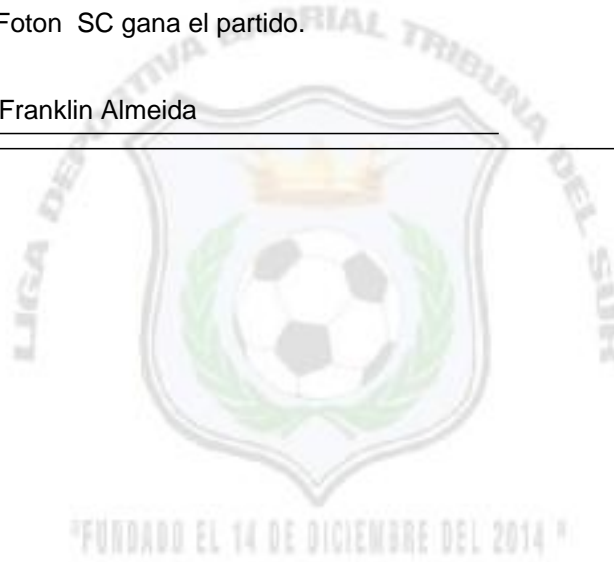 Foton SC gana el partido.
LIGA DEPORTIVA BARRIAL TRIBUNA DEL SUR
Franklin Almeida
"FUNDADO EL 14 DE DICIEMBRE DEL 2014 "